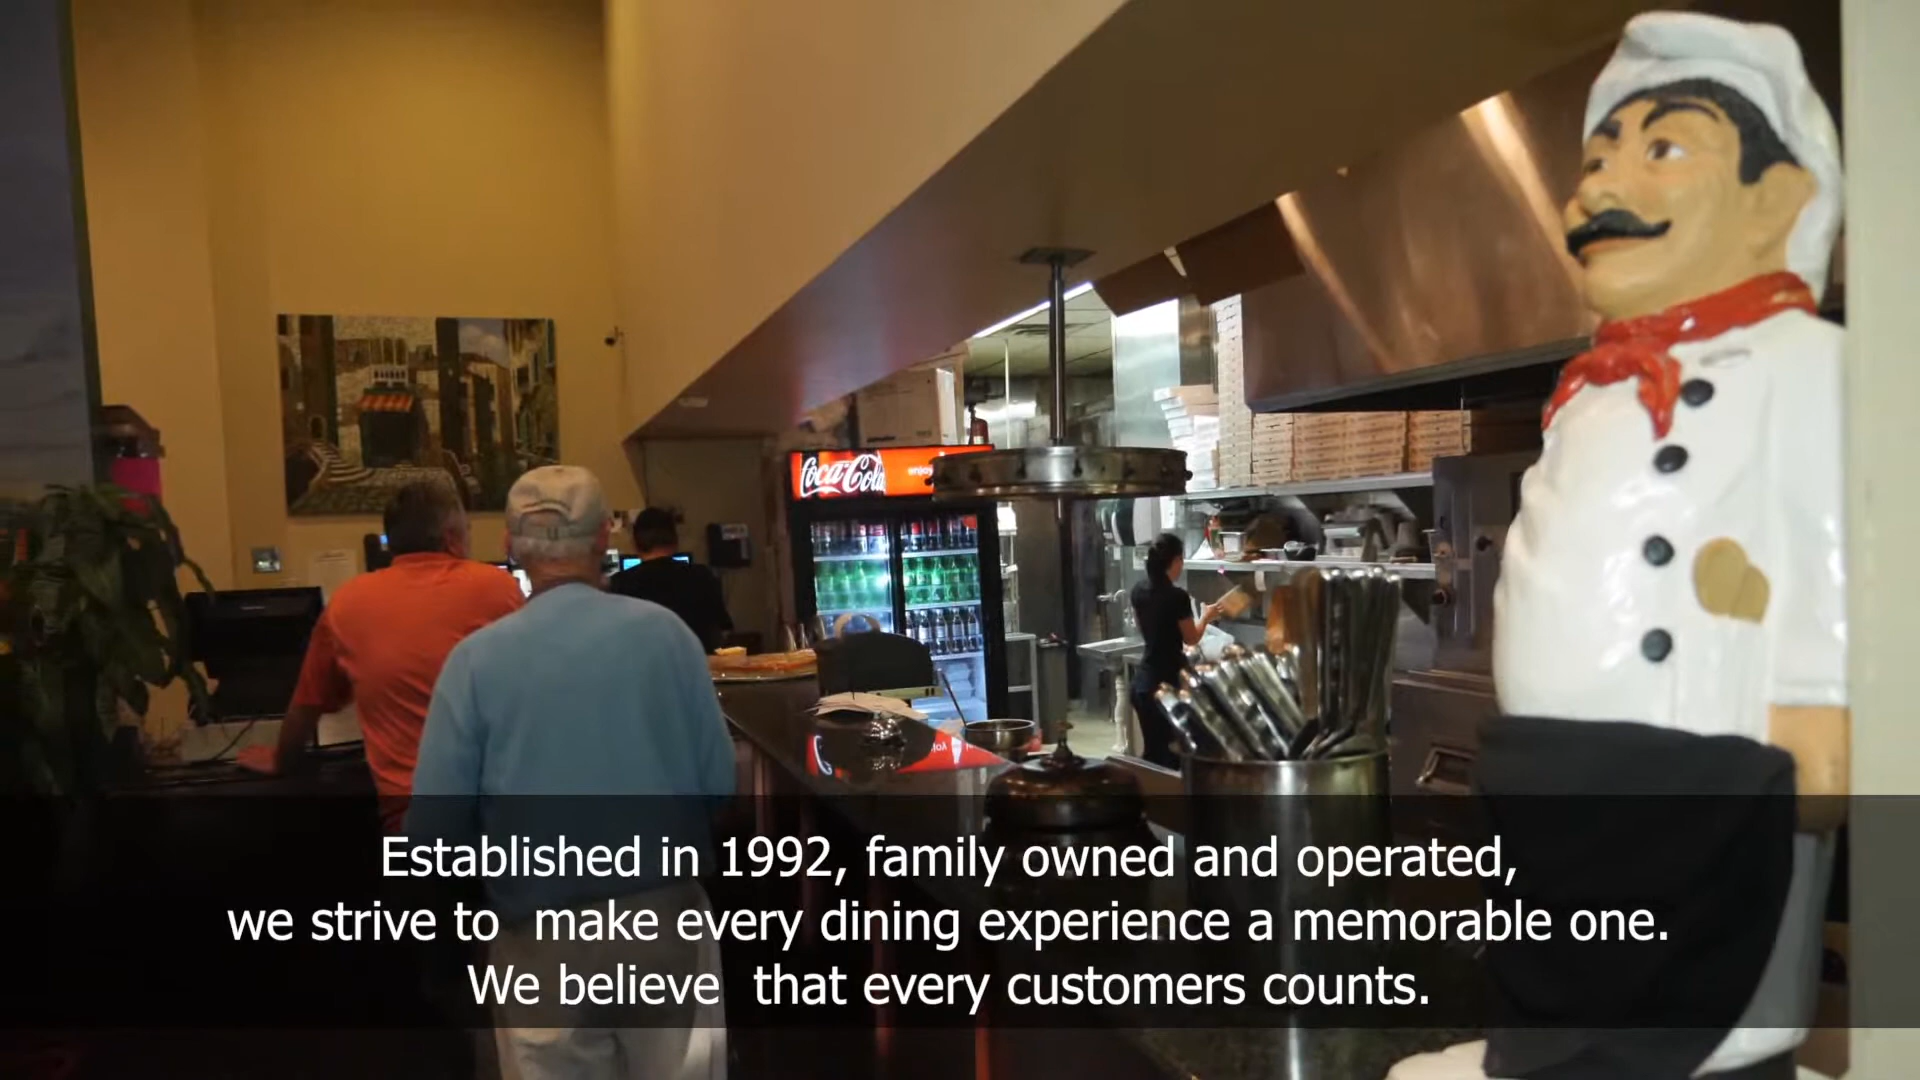 Coca-Cola
enjoy
Established in 1992, family owned and operated,
we strive to  make every dining experience a memorable one.
We believe  that every customers counts.